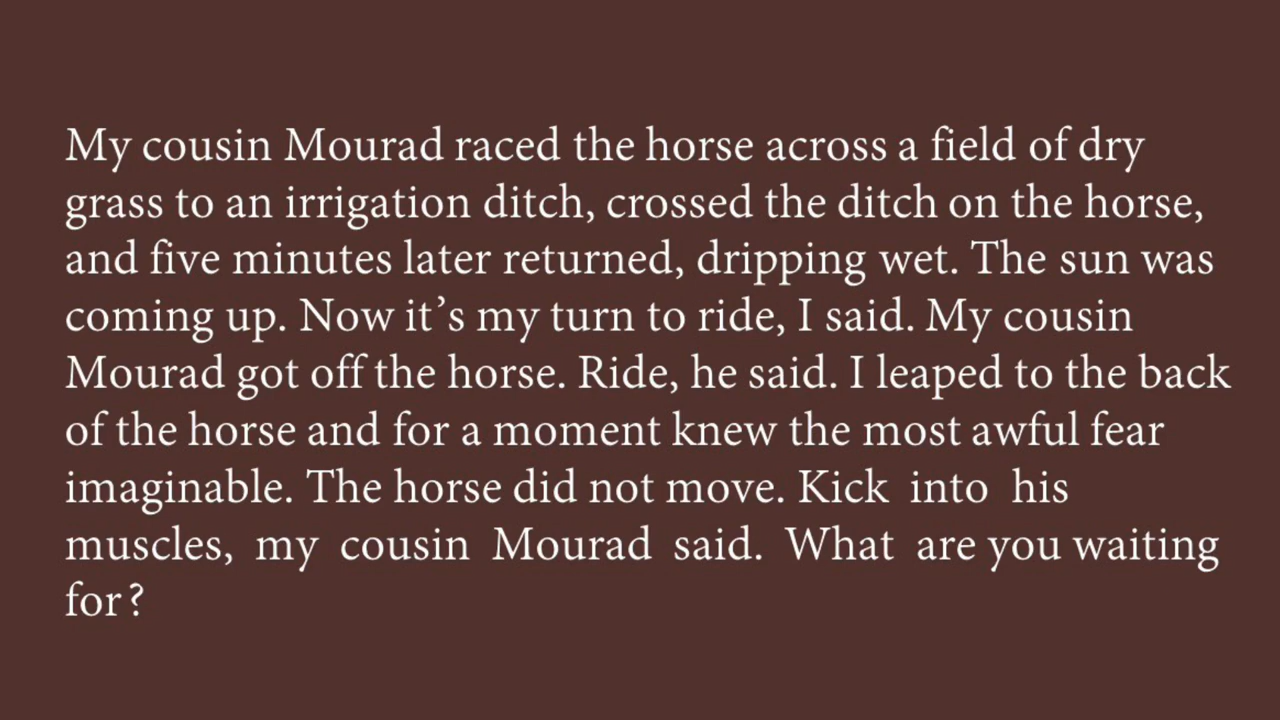 My cousin Mourad raced the horse across a field of dry
grass to an irrigation ditch, crossed the ditch on the horse,
and five minutes later returned, dripping wet. The sun was
coming up. Now it’s my turn to ride, I said. My cousin
Mourad got off the horse. Ride, he said. I leaped to the back
of the horse and for a moment knew the most awful fear
imaginable. The horse did not move. Kick into his
muscles, my cousin Mourad said. What are you waiting
for ?